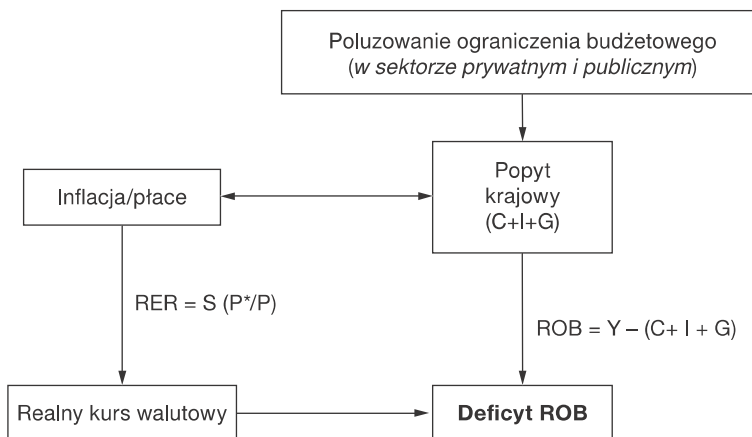 Poluzowanie ograniczenia budżetowego
(w sektorze prywatnym i publicznym)
Inflacja/płace
Popyt
krajowy
(C+I+G)
RER = S (P*/P)
ROB = Y – (C+ I + G)
Realny kurs walutowy
Deficyt ROB